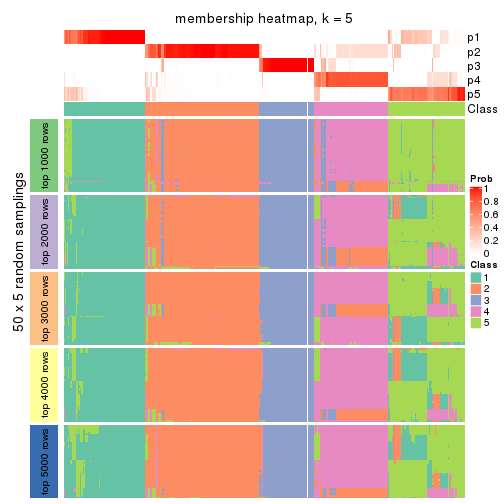 membership heatmap, k = 5
p1
p2
p3
p4
p5
Class
50 x 5 random samplings
top 1000 rows
top 2000 rows
top 3000 rows
top 4000 rows
top 5000 rows
Prob
1
0.8
0.6
0.4
0.2
0
Class
1
2
3
4
5